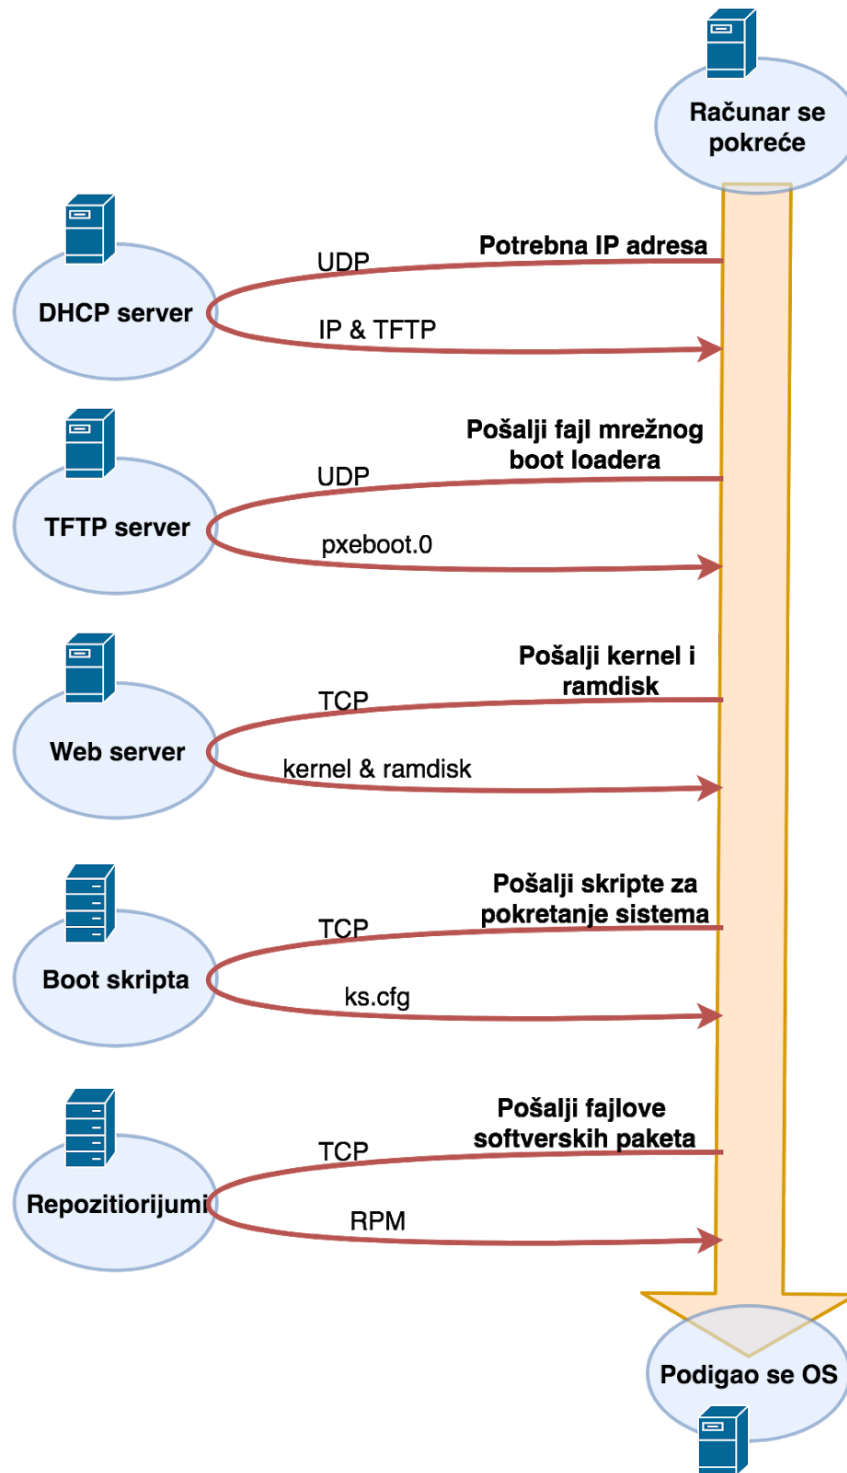 Računar se
pokreće
Potrebna IP adresa
UDP
DHCP server
IP & TFTP
Pošalji fajl mrežnog
boot loadera
UDP
TFTP server
pxeboot.0
Pošalji kernel i
ramdisk
TCP
Web server
kernel & ramdisk
Pošalji skripte za
pokretanje sistema
TCP
Boot skripta
ks.cfg
Pošalji fajlove
softverskih paketa
TCP
Repozitiorijumi
RPM
Podigao se OS